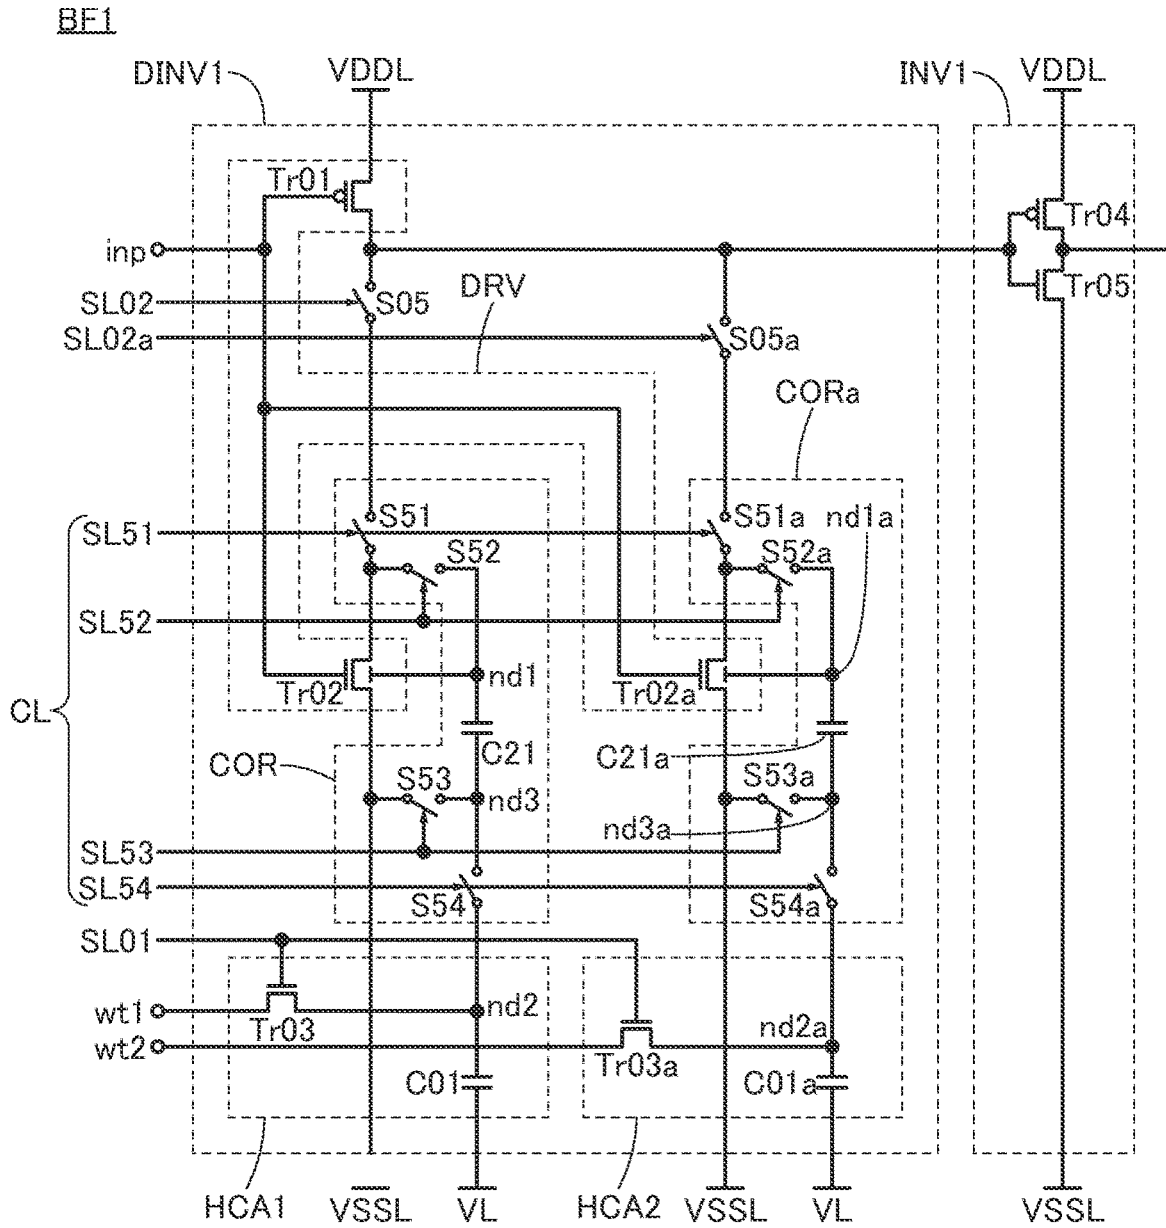 BF1
DINV1 VDDL INV1 VDDL
Tr01
Tr04
inp
SL02 S05 DRV Tr05
SL02a S05a
CORa
S51 S51a nd1a
SL51 S52 S52a
SL52
nd1
Tr02 Tr02a
CL
C21 C21a
COR S53 S53a
nd3 nd3a
SL53
SL54 S54 S54a
SL01
wt1 Tr03 nd2 nd2a
wt2 Tr03a
C01 C01a
HCA1 VSSL VL HCA2 VSSL VL VSSL